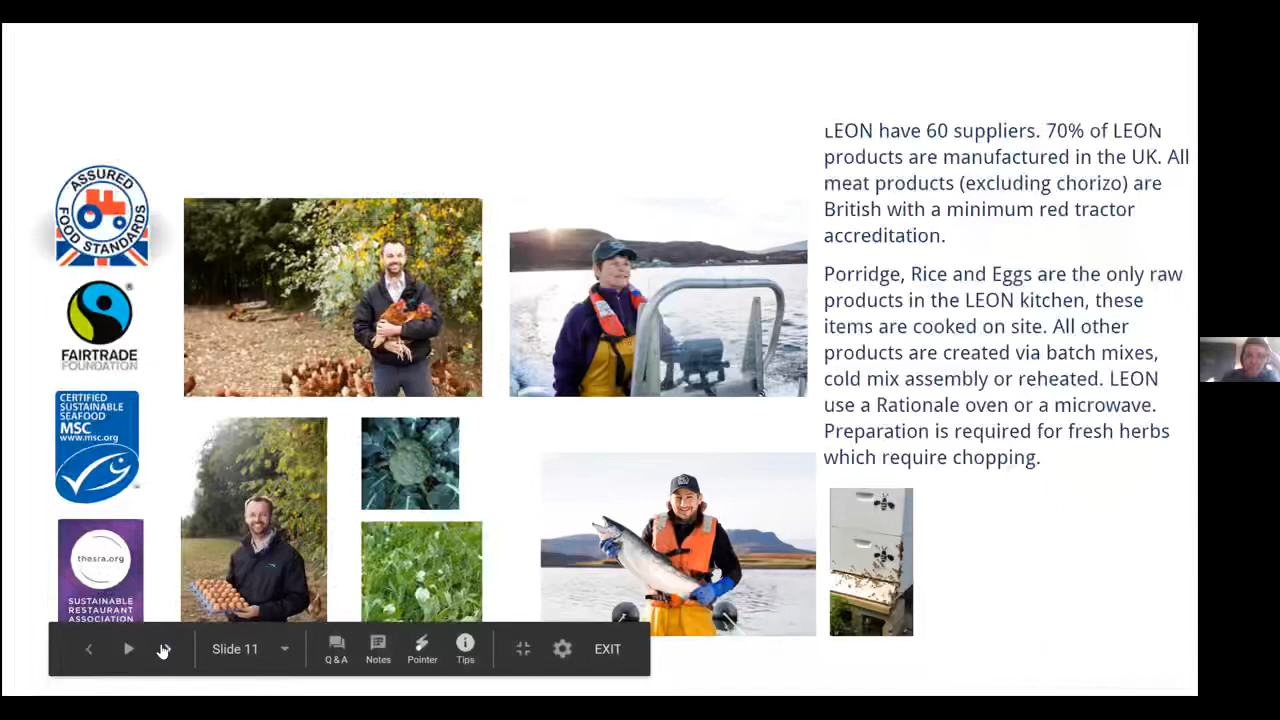 LEON have 60 suppliers. 70% of LEON
products are manufactured in the UK. All
meat products (excluding chorizo) are
British with a minimum red tractor
accreditation.
Porridge, Rice and Eggs are the only raw
products in the LEON kitchen, these
items are cooked on site. All other
products are created via batch mixes,
cold mix assembly or reheated. LEON
use a Rationale oven or a microwave.
Preparation is required for fresh herbs
which require chopping.
ASSURED
FOOD STANDARDS
®
FAIRTRADE
FOUNDATION
CERTIFIED
SUSTAINABLE
SEAFOOD
MSC
www.msc.org
thesra.org
SUSTAINABLE
RESTAURANT
ASSOCIATION
Slide 11
Q & A
Notes
Pointer
Tips
EXIT